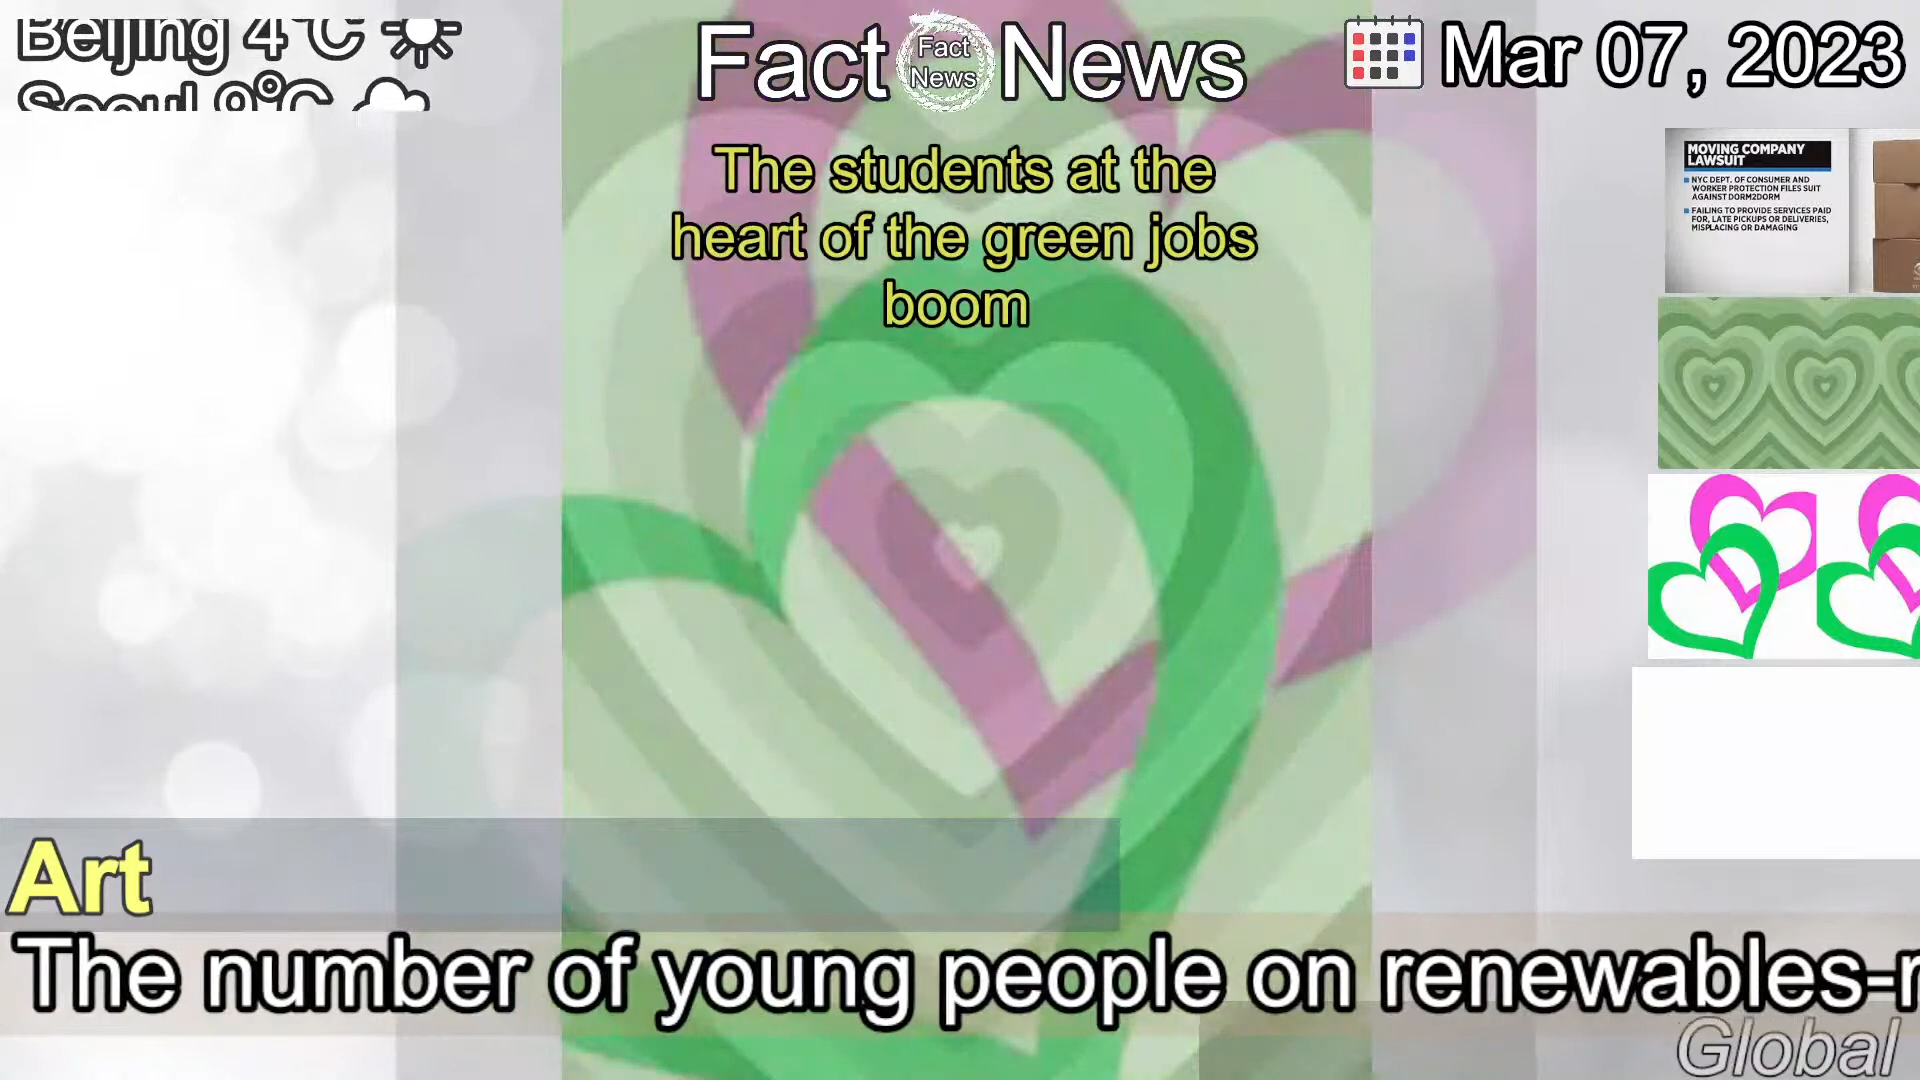 Beijing 4°C
Seoul 9°C
Fact
Fact
News
News
Mar 07, 2023
The students at the
heart of the green jobs
boom
MOVING COMPANY
LAWSUIT
NYC DEPT. OF CONSUMER AND
WORKER PROTECTION FILES SUIT
AGAINST DORM2DORM
FAILING TO PROVIDE SERVICES PAID
FOR, LATE PICKUPS OR DELIVERIES,
MISPLACING OR DAMAGING
Art
The number of young people on renewables-r
Global